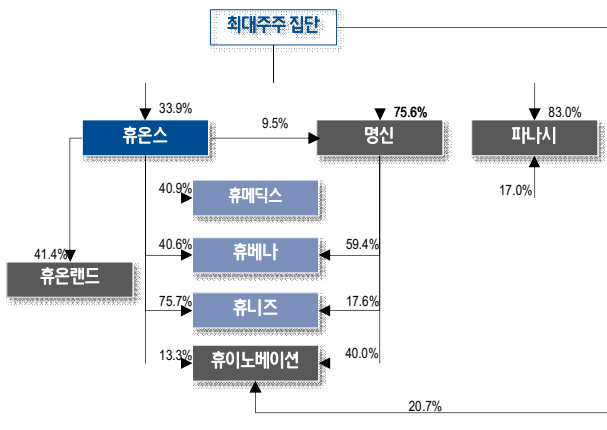 최대주주 집단
33.9%
75.6%
83.0%
휴온스
9.5%
명신
파나시
17.0%
40.9%
휴메딕스
41.4%
휴온랜드
40.6%
휴베나
59.4%
75.7%
휴니즈
17.6%
13.3%
휴이노베이션
40.0%
20.7%